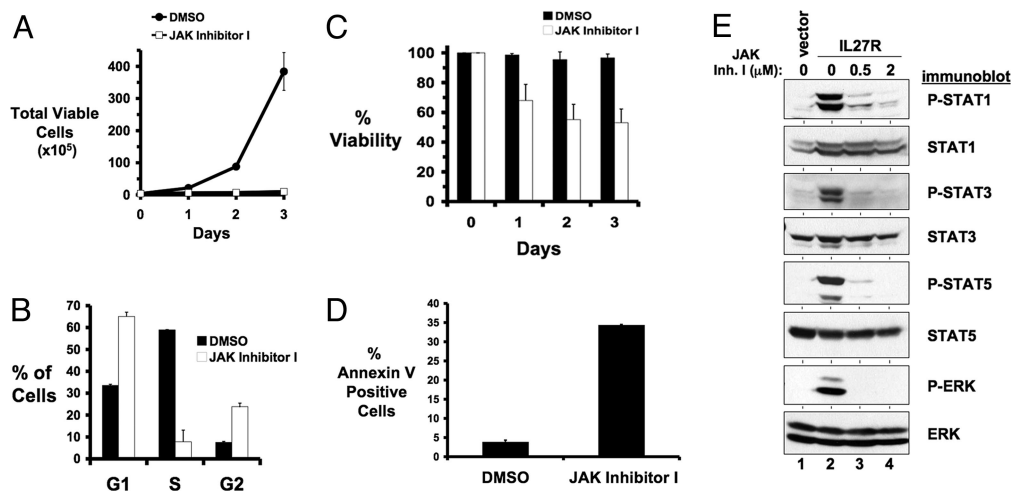 A
DMSO
JAK Inhibitor I
Total Viable
Cells
(x10⁵)
400
300
200
100
0
0 1 2 3
Days
B
DMSO
JAK Inhibitor I
% of
Cells
70
60
50
40
30
20
10
0
G1 S G2
C
DMSO
JAK Inhibitor I
%
Viability
100
80
60
40
20
0
0 1 2 3
Days
D
%
Annexin V
Positive
Cells
40
35
30
25
20
15
10
5
0
DMSO JAK Inhibitor I
E
vector
IL27R
JAK
Inh. I (μM): 0 0 0.5 2
immunoblot
P-STAT1
STAT1
P-STAT3
STAT3
P-STAT5
STAT5
P-ERK
ERK
1 2 3 4